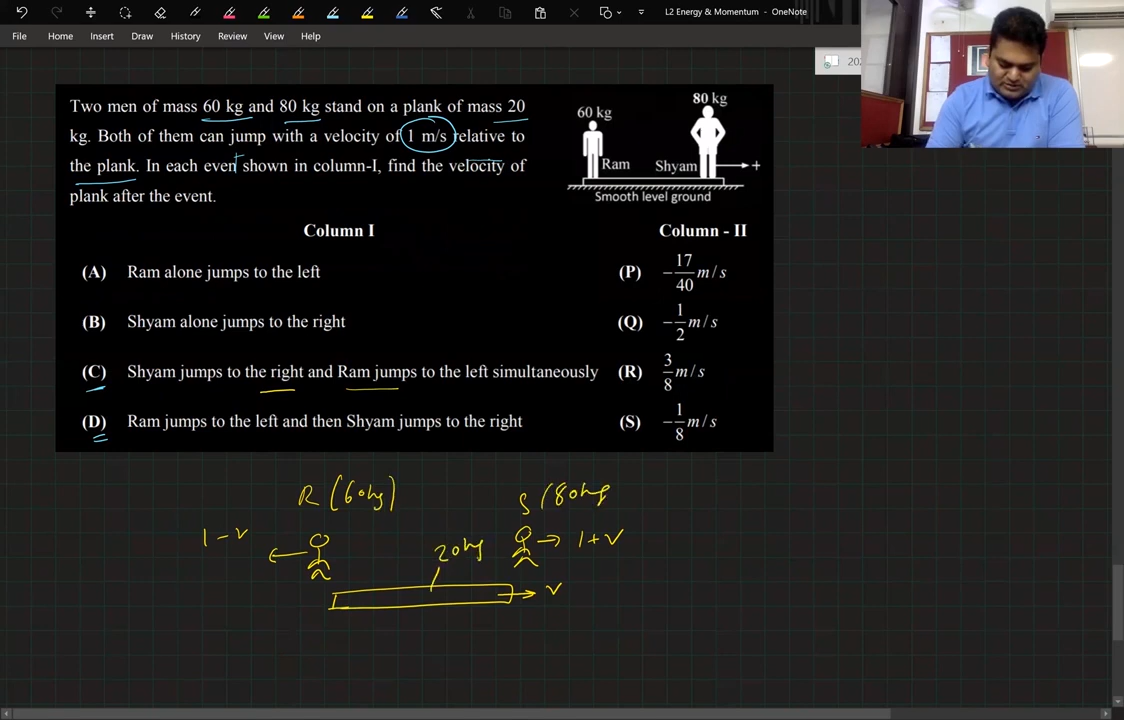 L2 Energy & Momentum - OneNote
File Home Insert Draw History Review View Help
Two men of mass 60 kg and 80 kg stand on a plank of mass 20
kg. Both of them can jump with a velocity of 1 m/s relative to
the plank. In each event shown in column-I, find the velocity of
plank after the event.
80 kg
60 kg
Ram
Shyam
+
Smooth level ground
Column I
Column - II
(A) Ram alone jumps to the left
(P) -17/40 m/s
(B) Shyam alone jumps to the right
(Q) -1/2 m/s
(C) Shyam jumps to the right and Ram jumps to the left simultaneously
(R) 3/8 m/s
(D) Ram jumps to the left and then Shyam jumps to the right
(S) -1/8 m/s
R (60kg)
S (80kg
1-v
20kg
1+v
v